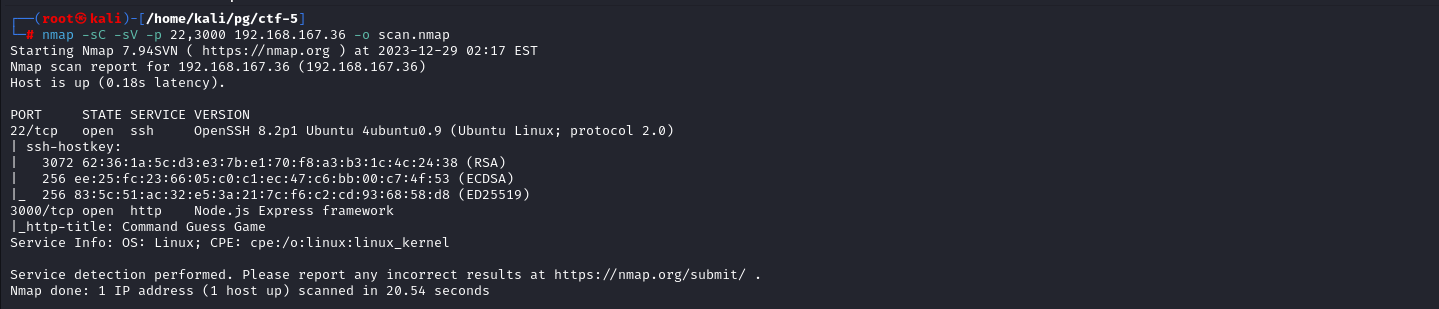 ┌──(root㉿kali)-[/home/kali/pg/ctf-5]
└─# nmap -sC -sV -p 22,3000 192.168.167.36 -o scan.nmap
Starting Nmap 7.94SVN ( https://nmap.org ) at 2023-12-29 02:17 EST
Nmap scan report for 192.168.167.36 (192.168.167.36)
Host is up (0.18s latency).

PORT     STATE SERVICE VERSION
22/tcp   open  ssh     OpenSSH 8.2p1 Ubuntu 4ubuntu0.9 (Ubuntu Linux; protocol 2.0)
| ssh-hostkey:
|   3072 62:36:1a:5c:d3:e3:7b:e1:70:f8:a3:b3:1c:4c:24:38 (RSA)
|   256 ee:25:fc:23:66:05:c0:c1:ec:47:c6:bb:00:c7:4f:53 (ECDSA)
|_  256 83:5c:51:ac:32:e5:3a:21:7c:f6:c2:cd:93:68:58:d8 (ED25519)
3000/tcp open  http    Node.js Express framework
|_http-title: Command Guess Game
Service Info: OS: Linux; CPE: cpe:/o:linux:linux_kernel

Service detection performed. Please report any incorrect results at https://nmap.org/submit/ .
Nmap done: 1 IP address (1 host up) scanned in 20.54 seconds